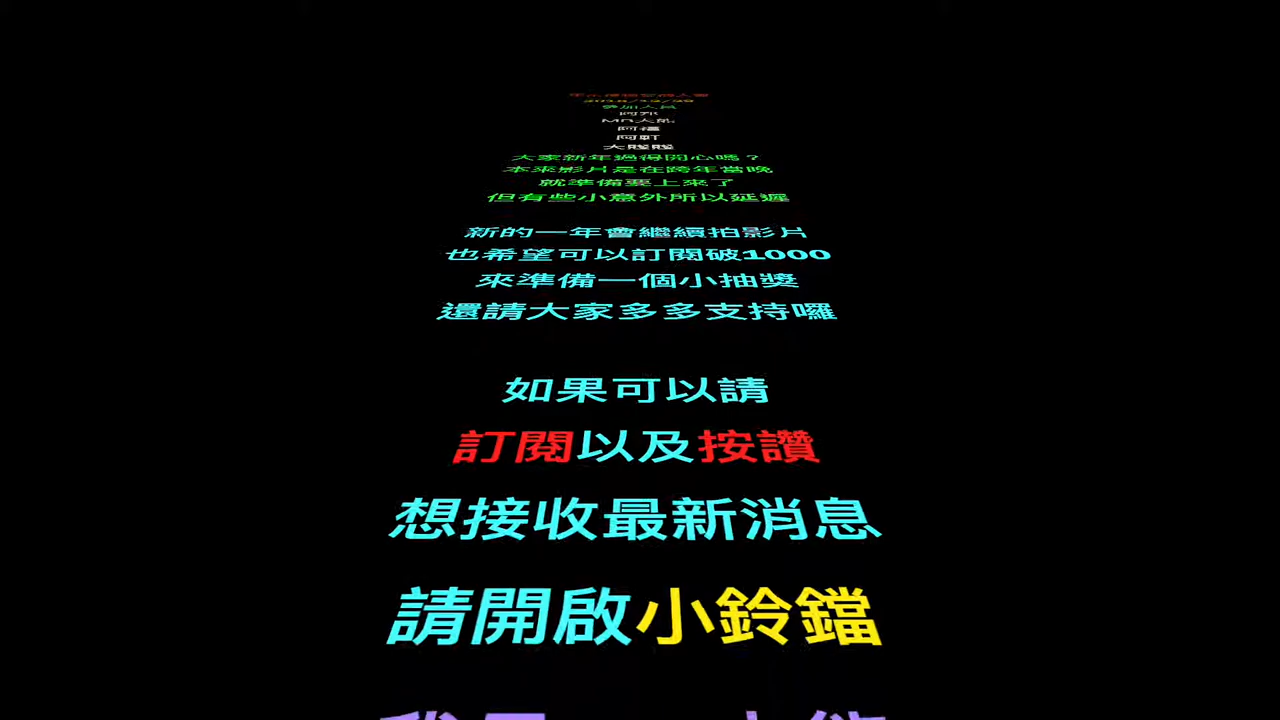 參加人員
阿邦
阿福
阿軒
大家新年過得開心嗎？
本來影片是在跨年當晚
就準備要上來了
但有些小意外所以延遲
新的一年會繼續拍影片
也希望可以訂閱破1000
來準備一個小抽獎
還請大家多多支持囉
如果可以請
訂閱以及按讚
想接收最新消息
請開啟小鈴鐺